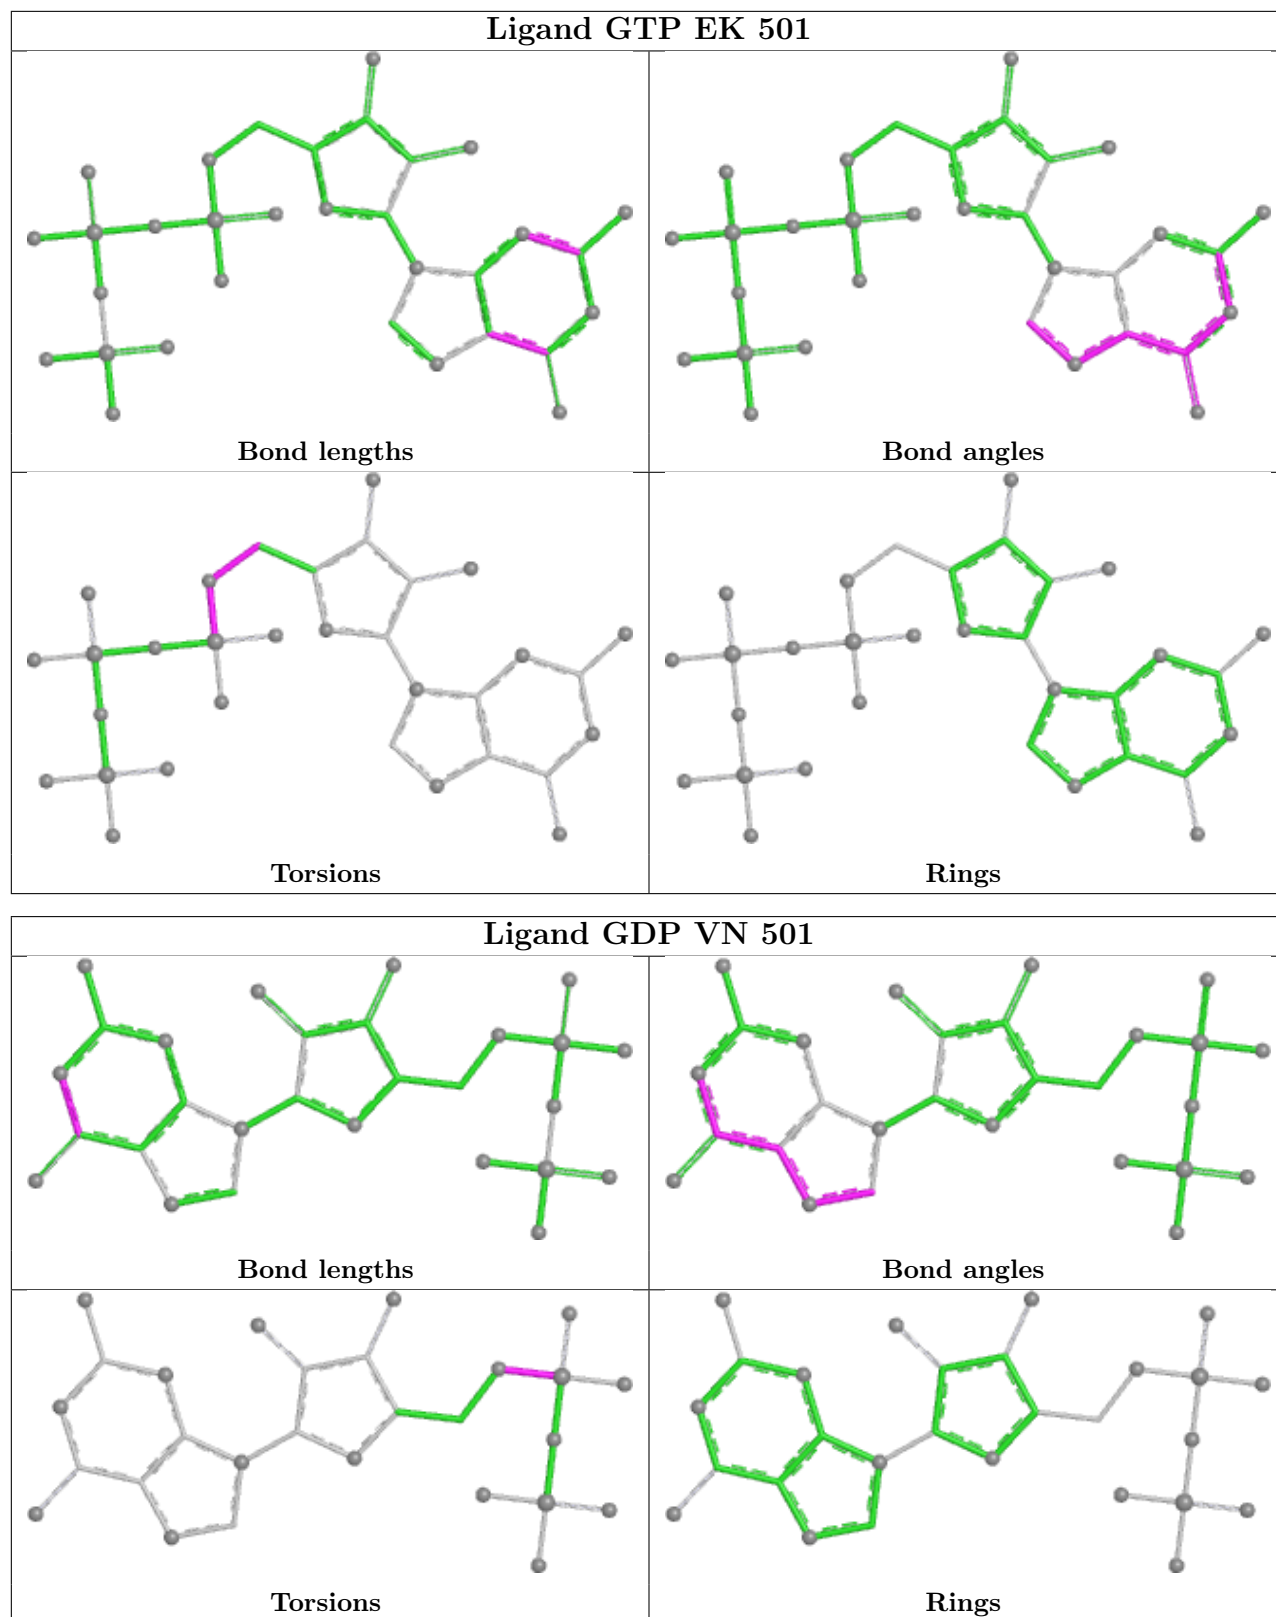 Ligand GTP EK 501
Bond lengths
Bond angles
Torsions
Rings
Ligand GDP VN 501
Bond lengths
Bond angles
Torsions
Rings